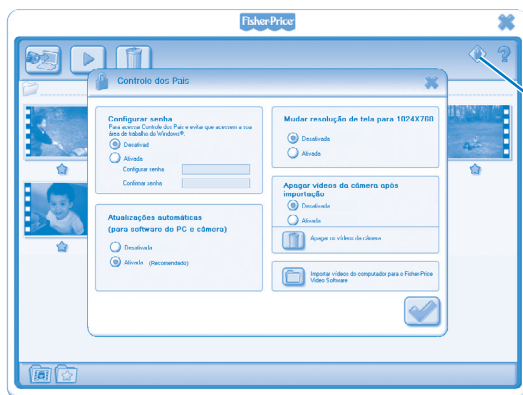 Fisher-Price
Controle dos Pais
Configurar senha
Para acessar Controle dos Pais e evitar que acessem a sua
área de trabalho do Windows®.
Desativad
Ativada
Configurar senha
Confirmar senha
Atualizações automáticas
(para software do PC e câmera)
Desativada
Ativada (Recomendado)
Mudar resolução de tela para 1024X768
Desativada
Ativada
Apagar vídeos da câmera após
importação
Desativada
Ativada
Apagar os vídeos da câmera
Importar vídeos do computador para o Fisher-Price
Video Software